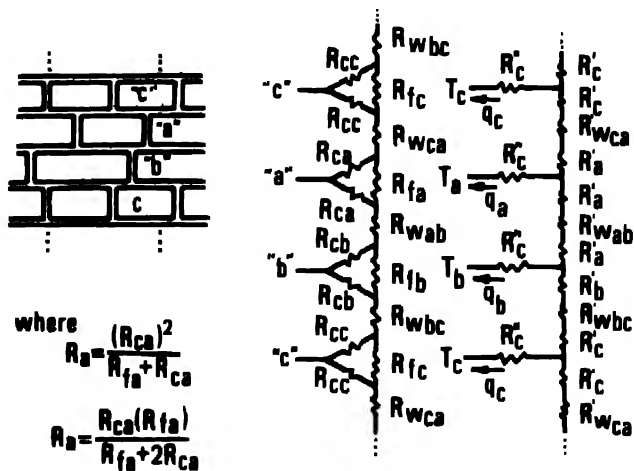 "c"
"a"
"b"
c
where
Ra = (Rca)²
Rfa + Rca
Ra = Rca(Rfa)
Rfa + 2Rca
Rwbc
Rcc
"c"
Rfc
Rcc
Rwca
Rca
"a"
Rfa
Rca
Rwab
Rcb
"b"
Rfb
Rcb
Rwbc
Rcc
"c"
Rfc
Rcc
Rwca
Tc
R"c
qc
Ta
R"c
qa
Tb
R"c
qb
Tc
R"c
qc
R'c
R'c
R'wca
R'a
R'a
R'wab
R'a
R'b
R'wbc
R'c
R'c
R'wca